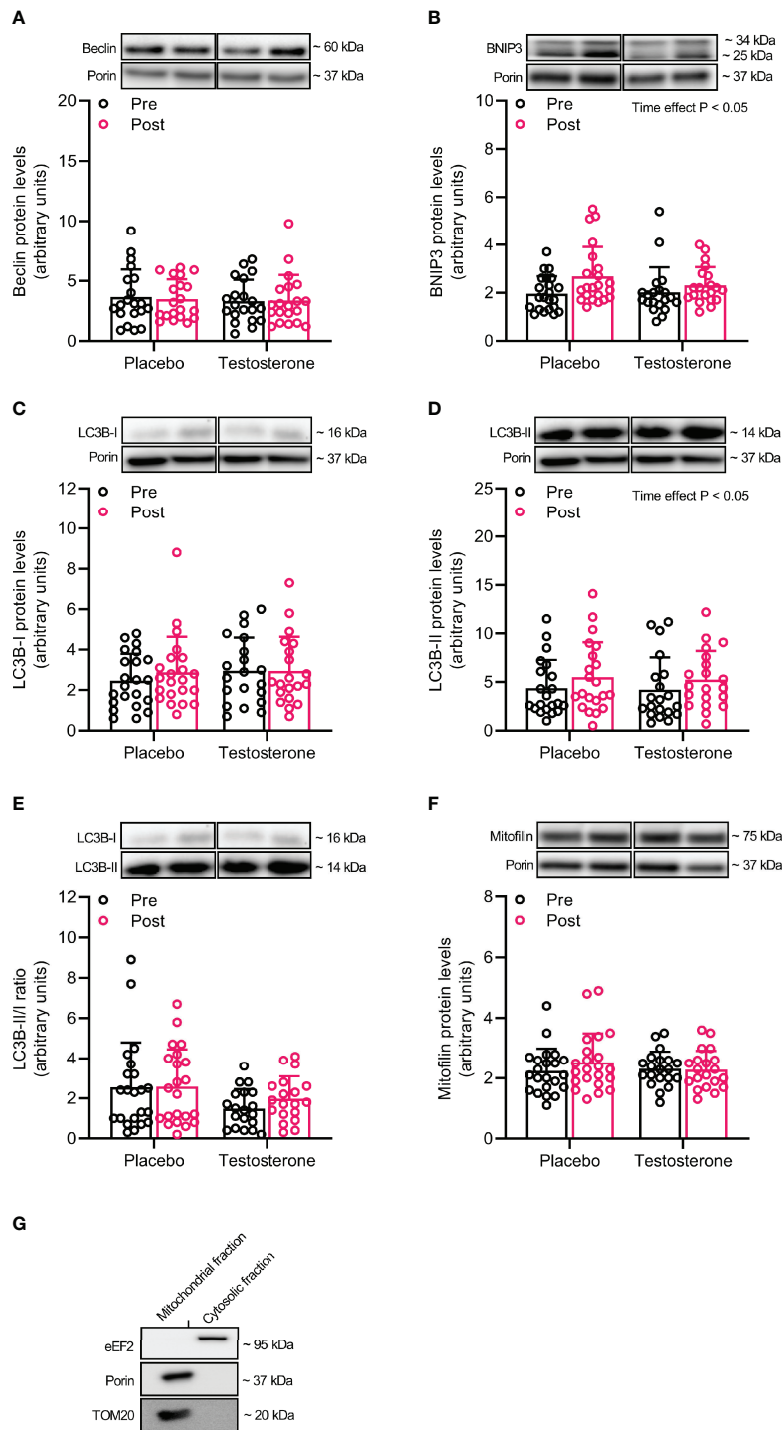 A
Beclin
~ 60 kDa
Porin
~ 37 kDa
20
15
10
5
0
Pre
Post
Beclin protein levels
(arbitrary units)
Placebo
Testosterone
B
BNIP3
~ 34 kDa
~ 25 kDa
Porin
~ 37 kDa
10
8
6
4
2
0
Pre
Post
Time effect P < 0.05
BNIP3 protein levels
(arbitrary units)
Placebo
Testosterone
C
LC3B-I
~ 16 kDa
Porin
~ 37 kDa
12
10
8
6
4
2
0
Pre
Post
LC3B-I protein levels
(arbitrary units)
Placebo
Testosterone
D
LC3B-II
~ 14 kDa
Porin
~ 37 kDa
25
20
15
10
5
0
Pre
Post
Time effect P < 0.05
LC3B-II protein levels
(arbitrary units)
Placebo
Testosterone
E
LC3B-I
~ 16 kDa
LC3B-II
~ 14 kDa
12
10
8
6
4
2
0
Pre
Post
LC3B-II/I ratio
(arbitrary units)
Placebo
Testosterone
F
Mitofilin
~ 75 kDa
Porin
~ 37 kDa
8
6
4
2
0
Pre
Post
Mitofilin protein levels
(arbitrary units)
Placebo
Testosterone
G
Mitochondrial fraction
Cytosolic fraction
eEF2
~ 95 kDa
Porin
~ 37 kDa
TOM20
~ 20 kDa